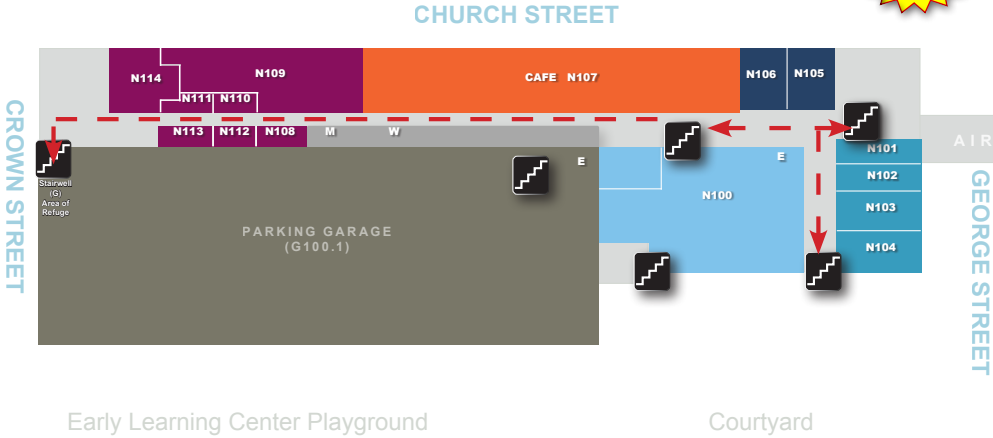 CHURCH STREET
N114
N109
CAFE N107
N106
N105
N111
N110
CROWN STREET
N113
N112
N108
M
W
AIR
N101
E
E
Stairwell
(G)
Area of
Refuge
N102
N100
N103
GEORGE STREET
PARKING GARAGE
(G100.1)
N104
Early Learning Center Playground
Courtyard